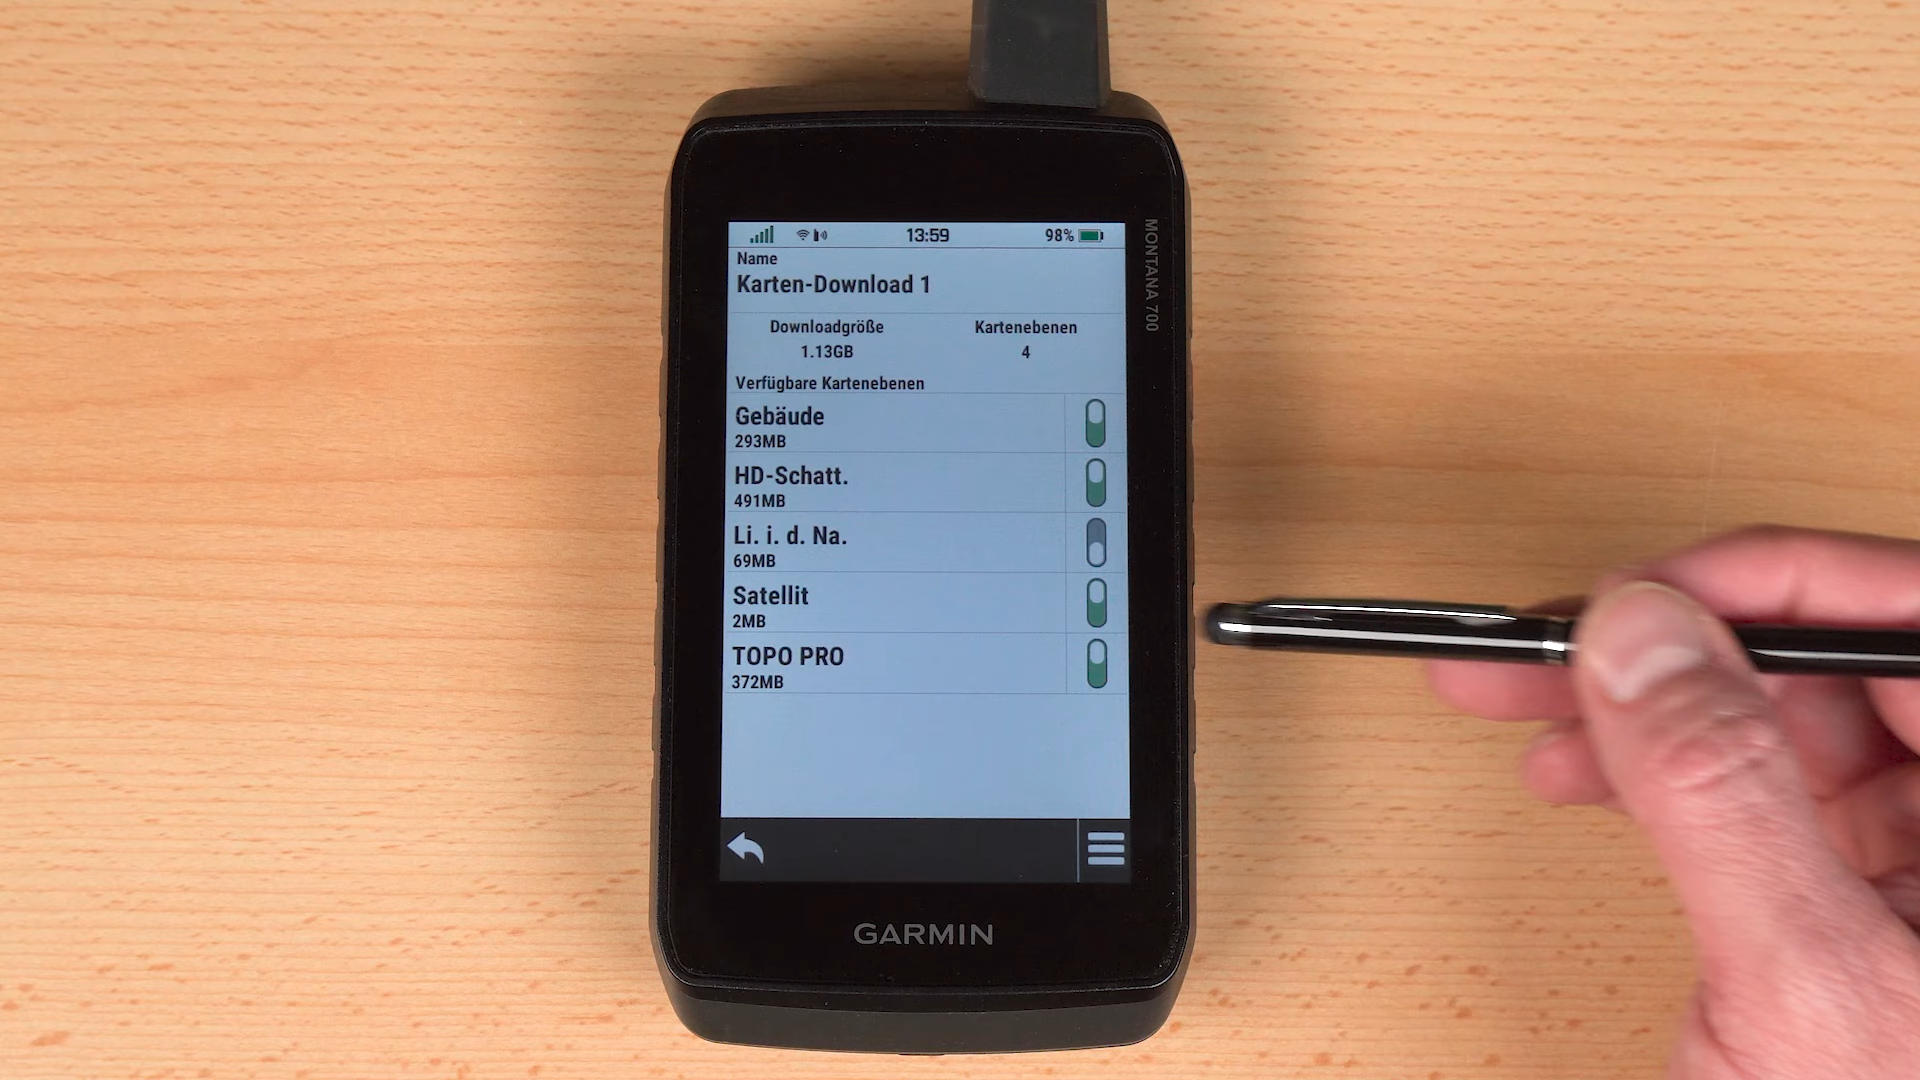 13:59
98%
Name
Karten-Download 1
Downloadgröße Kartenebenen
1.13GB 4
Verfügbare Kartenebenen
Gebäude
293MB
HD-Schatt.
491MB
Li. i. d. Na.
69MB
Satellit
2MB
TOPO PRO
372MB
GARMIN
MONTANA 700